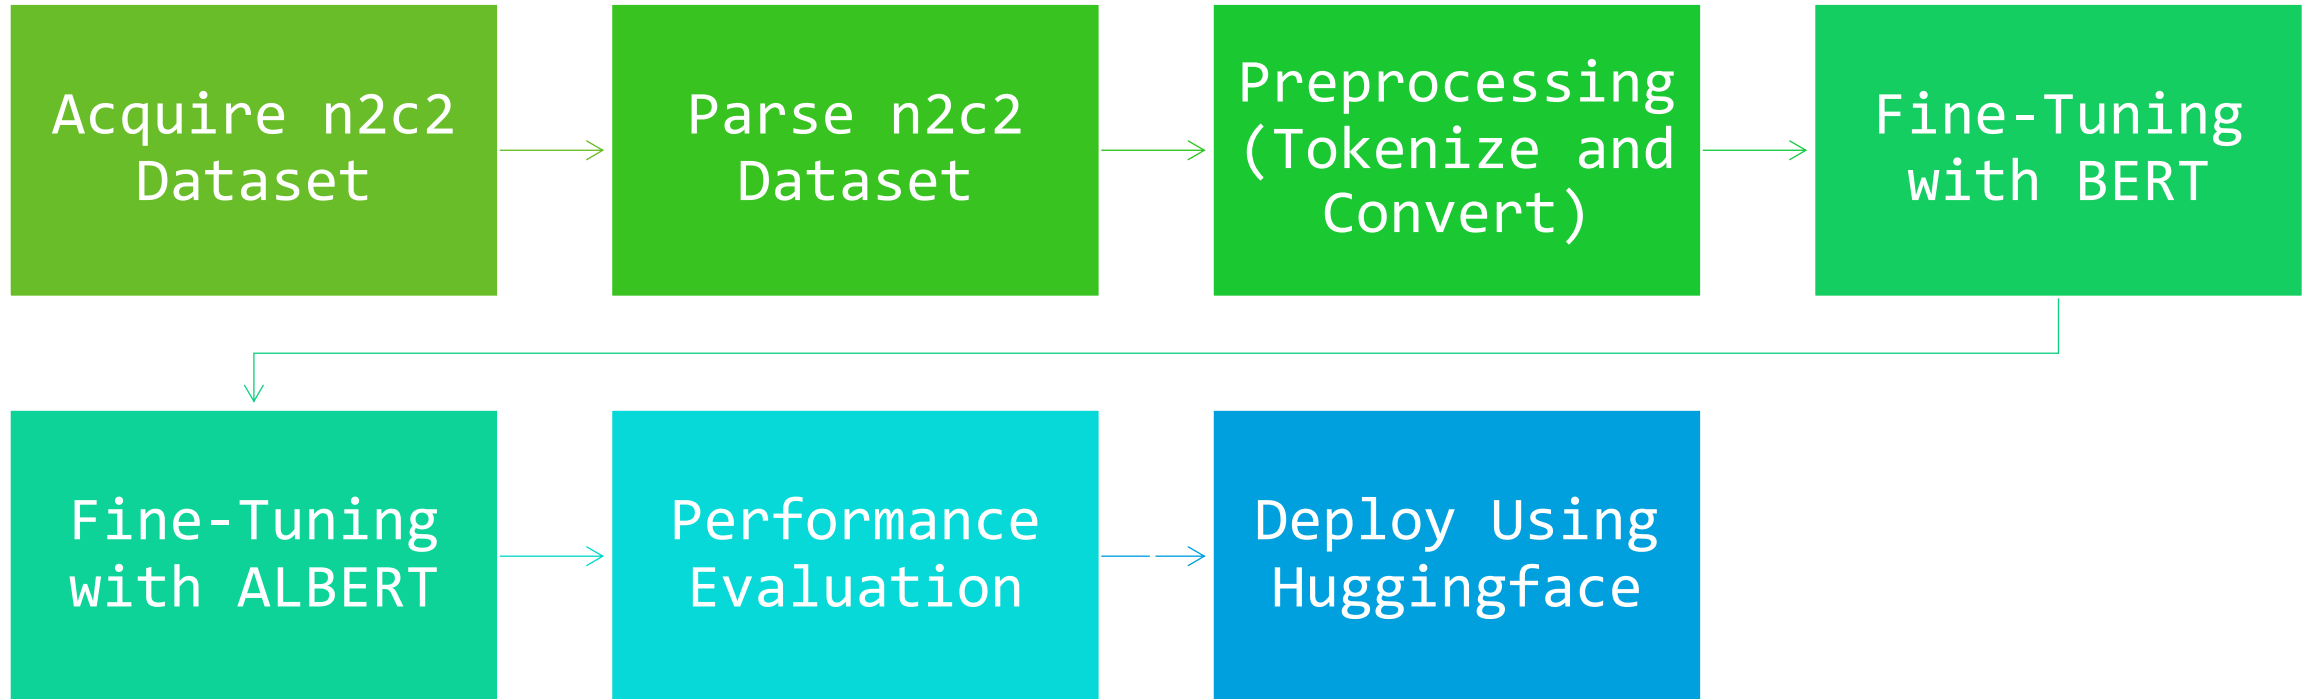 Acquire n2c2
Dataset
Parse n2c2
Dataset
Preprocessing
(Tokenize and
Convert)
Fine-Tuning
with BERT
Fine-Tuning
with ALBERT
Performance
Evaluation
Deploy Using
Huggingface